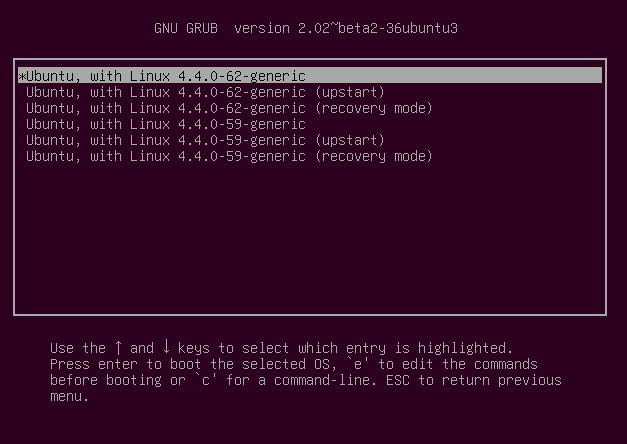 GNU GRUB  version 2.02~beta2-36ubuntu3
*Ubuntu, with Linux 4.4.0-62-generic
Ubuntu, with Linux 4.4.0-62-generic (upstart)
Ubuntu, with Linux 4.4.0-62-generic (recovery mode)
Ubuntu, with Linux 4.4.0-59-generic
Ubuntu, with Linux 4.4.0-59-generic (upstart)
Ubuntu, with Linux 4.4.0-59-generic (recovery mode)
Use the ↑ and ↓ keys to select which entry is highlighted.
Press enter to boot the selected OS, `e' to edit the commands
before booting or `c' for a command-line. ESC to return previous
menu.